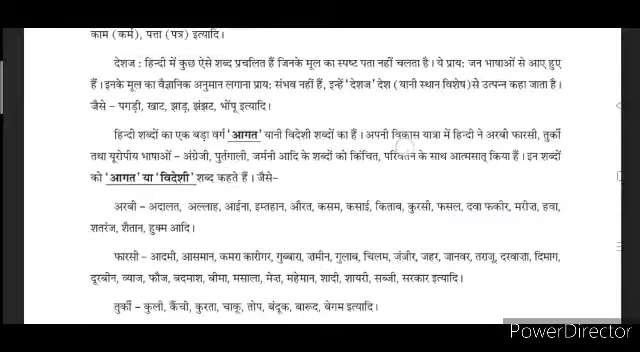 काम (कर्म), पत्ता (पत्र) इत्यादि।
देशज : हिन्दी में कुछ ऐसे शब्द प्रचलित हैं जिनके मूल का स्पष्ट पता नहीं चलता है। ये प्राय: जन भाषाओं से आए हुए
हैं। इनके मूल का वैज्ञानिक अनुमान लगाना प्राय: संभव नहीं हैं, इन्हें 'देशज' देश (यानी स्थान विशेष) से उत्पन्न कहा जाता है।
जैसे – पगड़ी, खाट, झाड़ू, झंझट, भोंपू इत्यादि।
हिन्दी शब्दों का एक बड़ा वर्ग 'आगत' यानी विदेशी शब्दों का हैं। अपनी विकास यात्रा में हिन्दी ने अरबी फारसी, तुर्की
तथा यूरोपीय भाषाओं – अंग्रेजी, पुर्तगाली, जर्मनी आदि के शब्दों को किंचित, परिवर्तन के साथ आत्मसात् किया हैं। इन शब्दों
को 'आगत' या 'विदेशी' शब्द कहते हैं। जैसे–
अरबी – अदालत, अल्लाह, आईना, इम्तहान, औरत, कसम, कसाई, किताब, कुरसी, फसल, दवा फकीर, मरीज़, हवा,
शतरंज, शैतान, हुक्म आदि।
फारसी – आदमी, आसमान, कमरा कारीगर, गुब्बारा, ज़मीन, गुलाब, चिलम, जंजीर, जहर, जानवर, तराजू, दरवाज़ा, दिमाग,
दूरबीन, व्याज, फौज, बदमाश, बीमा, मसाला, मेज़, महेमान, शादी, शायरी, सब्जी, सरकार इत्यादि।
तुर्की – कुली, कैंची, कुरता, चाकू, तोप, बंदूक, बारूद, बेगम इत्यादि।
PowerDirector